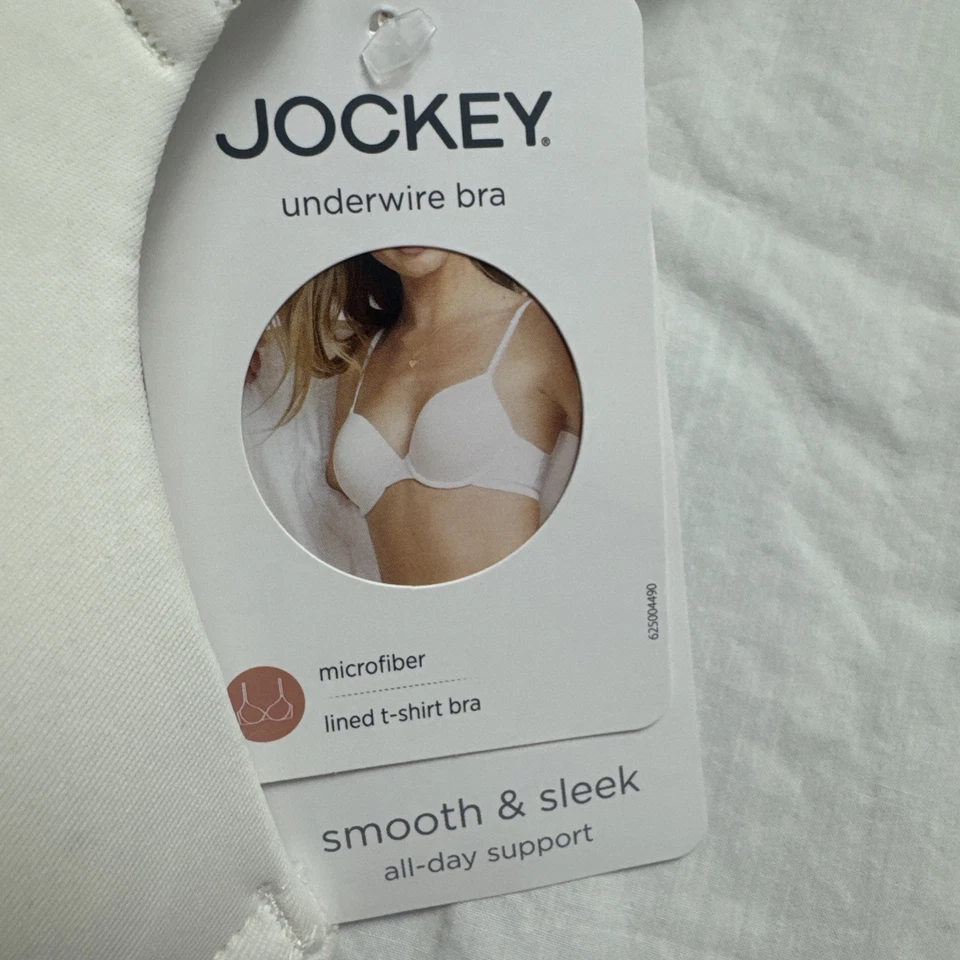 JOCKEY®
underwire bra
625004490
microfiber
lined t-shirt bra
smooth & sleek
all-day support